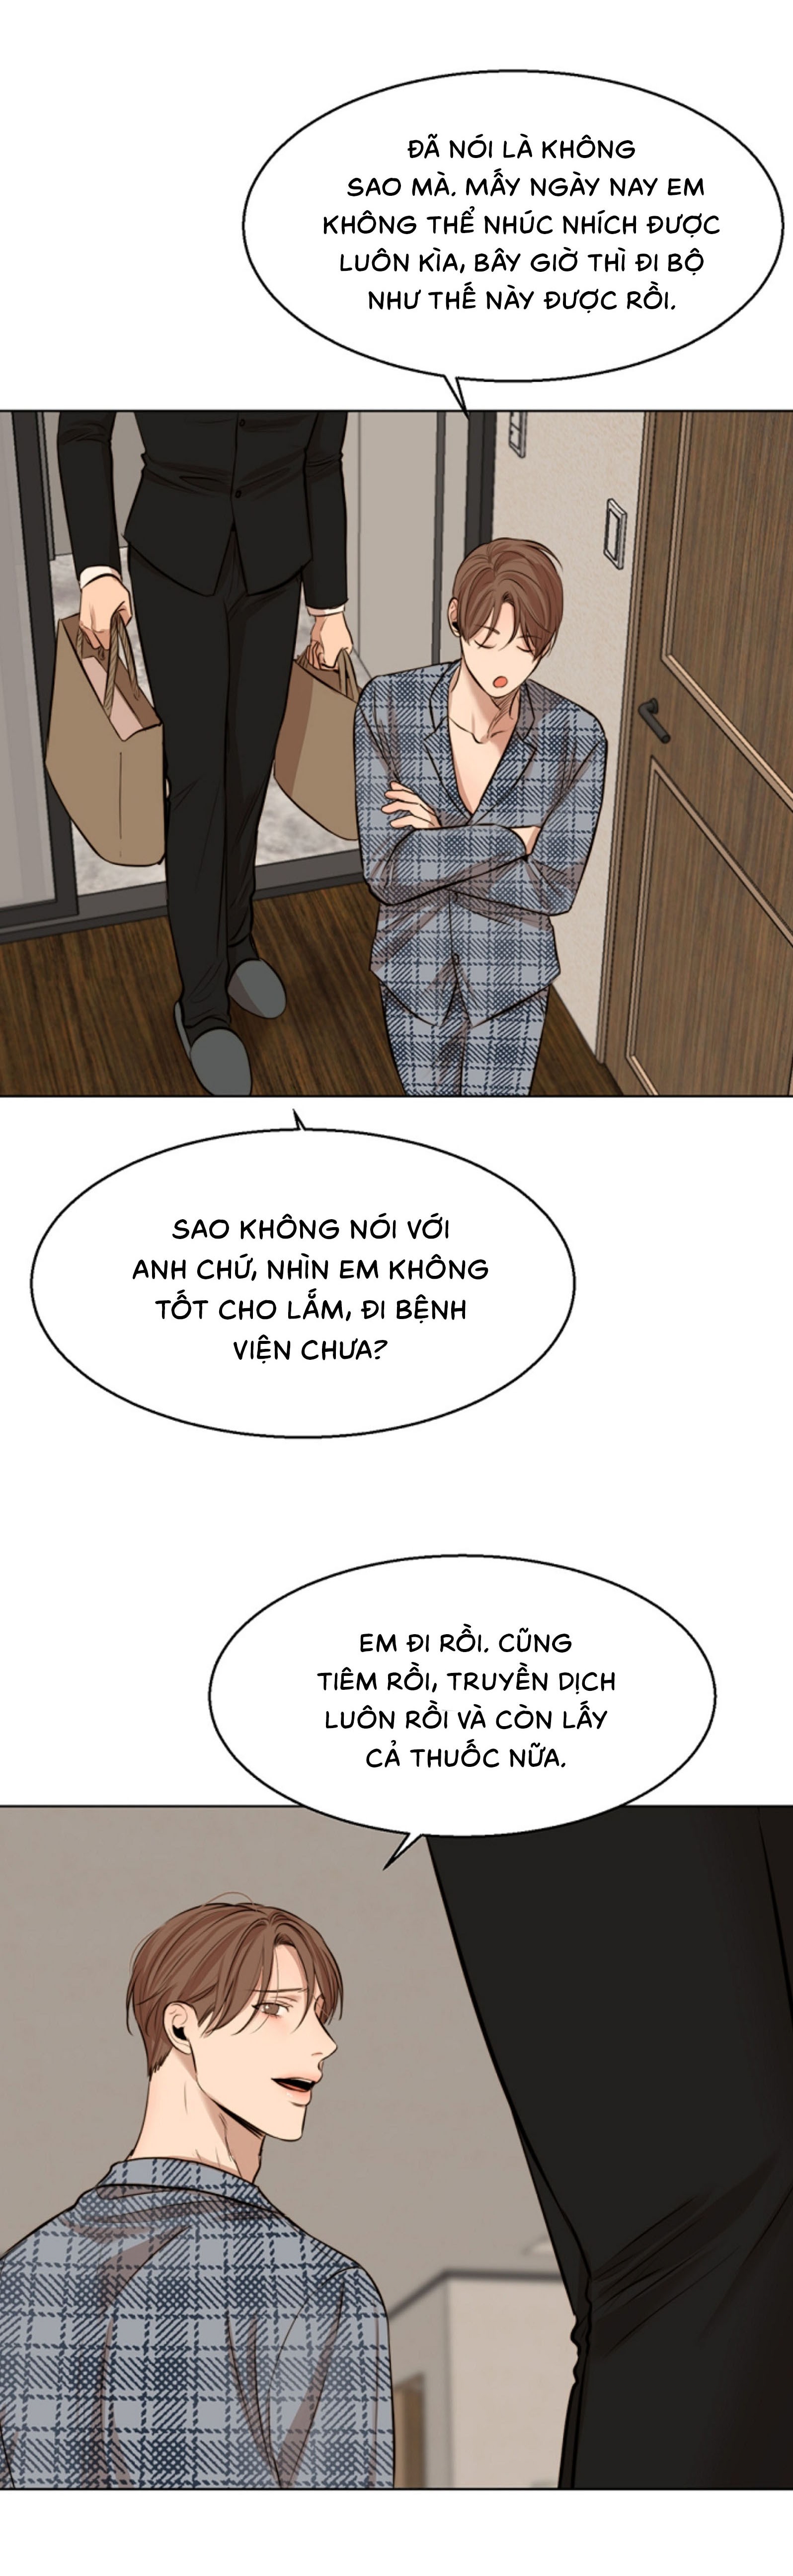 ĐÃ NÓI LÀ KHÔNG
SAO MÀ. MẤY NGÀY NAY EM
KHÔNG THỂ NHÚC NHÍCH ĐƯỢC
LUÔN KÌA, BÂY GIỜ THÌ ĐI BỘ
NHƯ THẾ NÀY ĐƯỢC RỒI.
SAO KHÔNG NÓI VỚI
ANH CHỨ, NHÌN EM KHÔNG
TỐT CHO LẮM, ĐI BỆNH
VIỆN CHƯA?
EM ĐI RỒI. CŨNG
TIÊM RỒI, TRUYỀN DỊCH
LUÔN RỒI VÀ CÒN LẤY
CẢ THUỐC NỮA.